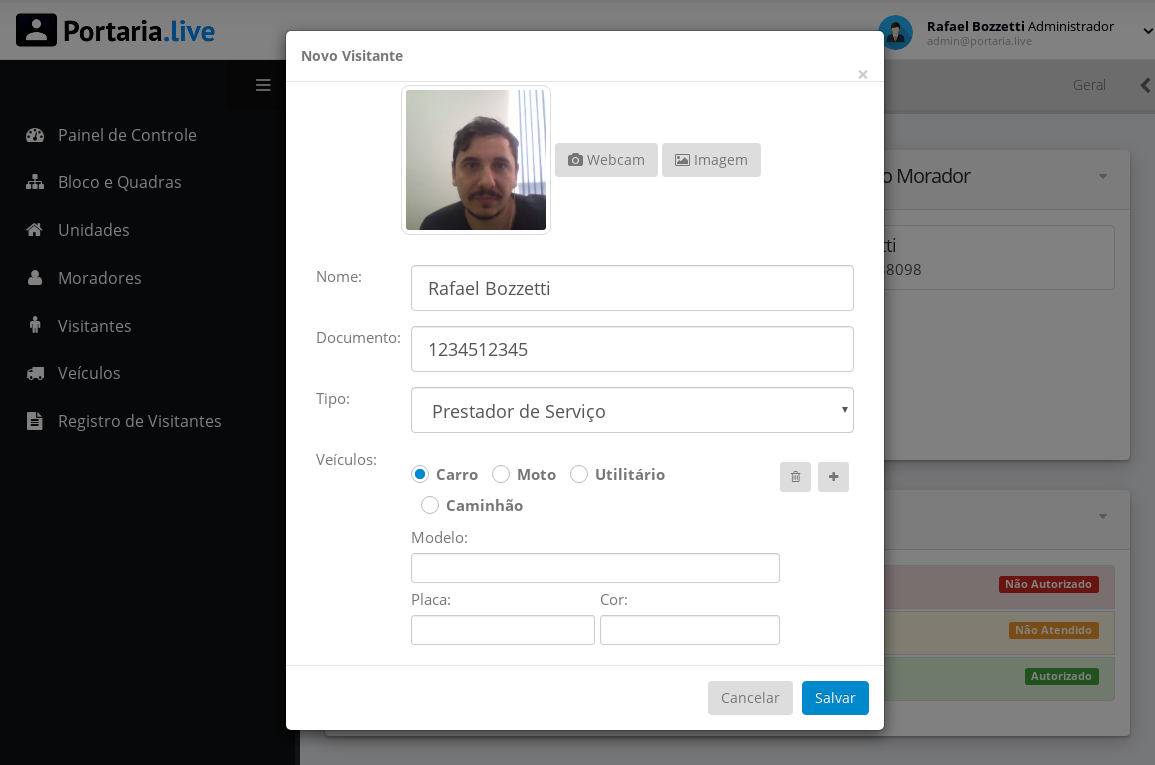 Portaria.live
Rafael Bozzetti Administrador
admin@portaria.live
Novo Visitante
×
Geral
Painel de Controle
Bloco e Quadras
Unidades
Moradores
Visitantes
Veículos
Registro de Visitantes
Webcam
Imagem
Nome:
Rafael Bozzetti
Documento:
1234512345
Tipo:
Prestador de Serviço
Veículos:
Carro
Moto
Utilitário
Caminhão
Modelo:
Placa:
Cor:
Cancelar
Salvar
o Morador
tti
8098
Não Autorizado
Não Atendido
Autorizado